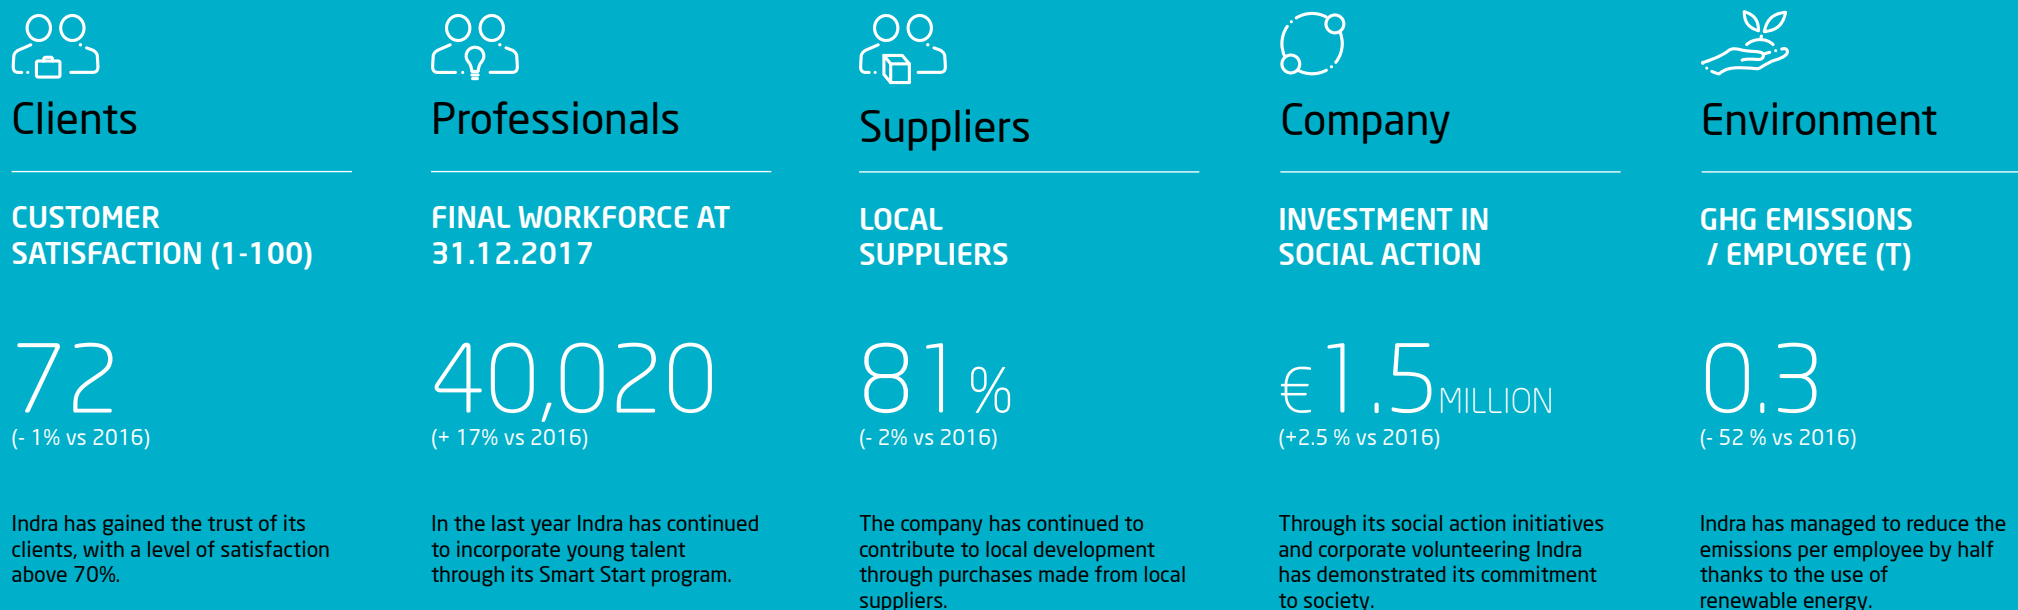 Clients
CUSTOMER
SATISFACTION (1-100)
72
(- 1% vs 2016)
Indra has gained the trust of its
clients, with a level of satisfaction
above 70%.
Professionals
FINAL WORKFORCE AT
31.12.2017
40,020
(+ 17% vs 2016)
In the last year Indra has continued
to incorporate young talent
through its Smart Start program.
Suppliers
LOCAL
SUPPLIERS
81 %
(- 2% vs 2016)
The company has continued to
contribute to local development
through purchases made from local
suppliers.
Company
INVESTMENT IN
SOCIAL ACTION
€1.5 MILLION
(+2.5 % vs 2016)
Through its social action initiatives
and corporate volunteering Indra
has demonstrated its commitment
to society.
Environment
GHG EMISSIONS
/ EMPLOYEE (T)
0.3
(- 52 % vs 2016)
Indra has managed to reduce the
emissions per employee by half
thanks to the use of
renewable energy.